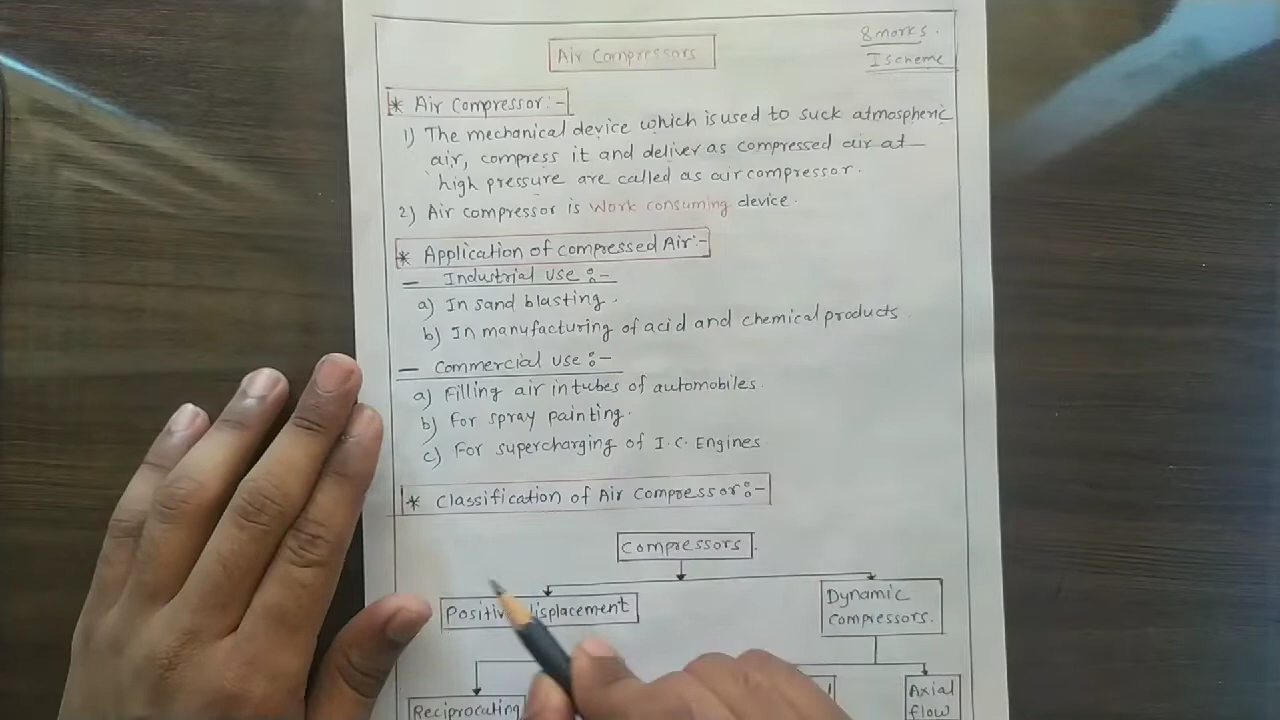 Air Compressors
8 marks.
I scheme
* Air Compressor:-
1) The mechanical device which is used to suck atmospheric
air, compress it and deliver as compressed air at
high pressure are called as air compressor.
2) Air compressor is Work consuming device.
* Application of compressed Air:-
— Industrial use :-
a) In sand blasting.
b) In manufacturing of acid and chemical products.
— Commercial use :-
a) Filling air in tubes of automobiles.
b) For spray painting.
c) For supercharging of I.C. Engines
* Classification of Air Compressor :-
Compressors.
Positive displacement
Dynamic
compressors.
Reciprocating
Axial
flow